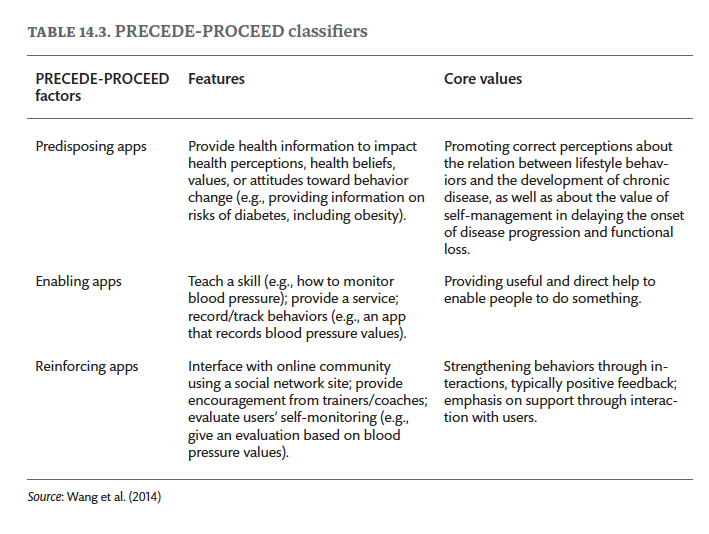 TABLE 14.3. PRECEDE-PROCEED classifiers
PRECEDE-PROCEED factors
Features
Core values
Predisposing apps
Provide health information to impact
health perceptions, health beliefs,
values, or attitudes toward behavior
change (e.g., providing information on
risks of diabetes, including obesity).
Promoting correct perceptions about
the relation between lifestyle behav-
iors and the development of chronic
disease, as well as about the value of
self-management in delaying the onset
of disease progression and functional
loss.
Enabling apps
Teach a skill (e.g., how to monitor
blood pressure); provide a service;
record/track behaviors (e.g., an app
that records blood pressure values).
Providing useful and direct help to
enable people to do something.
Reinforcing apps
Interface with online community
using a social network site; provide
encouragement from trainers/coaches;
evaluate users' self-monitoring (e.g.,
give an evaluation based on blood
pressure values).
Strengthening behaviors through in-
teractions, typically positive feedback;
emphasis on support through interac-
tion with users.
Source: Wang et al. (2014)